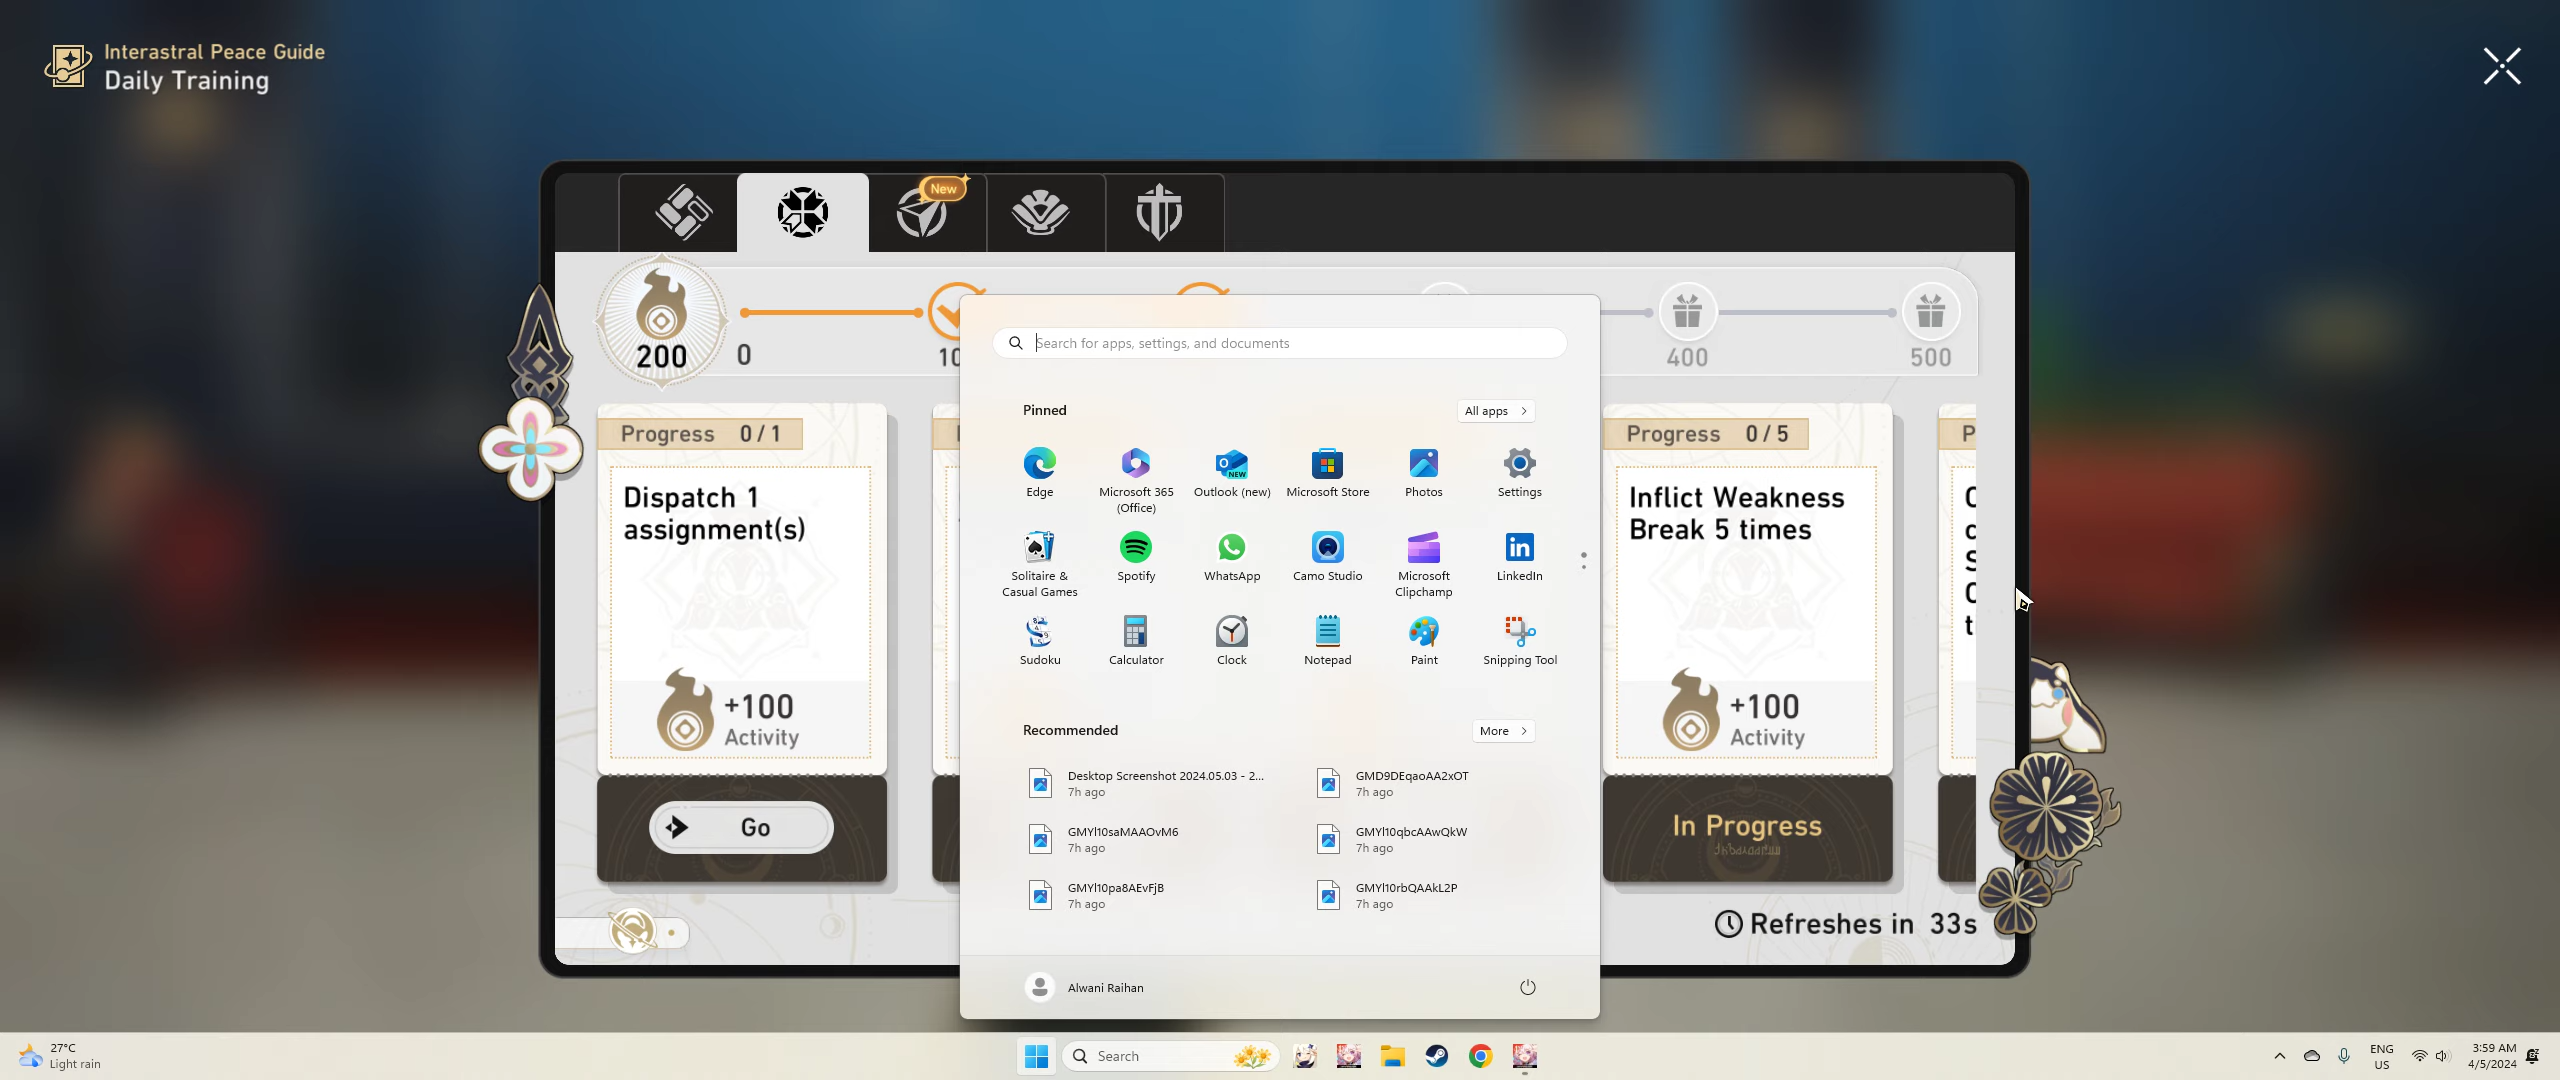 Interastral Peace Guide
Daily Training
New
200
0
10
400
500
Progress 0/1
Dispatch 1
assignment(s)
+100
Activity
Go
Search for apps, settings, and documents
Pinned
All apps
Edge
Microsoft 365
(Office)
Outlook (new)
Microsoft Store
Photos
Settings
Solitaire &
Casual Games
Spotify
WhatsApp
Camo Studio
Microsoft
Clipchamp
LinkedIn
Sudoku
Calculator
Clock
Notepad
Paint
Snipping Tool
Recommended
More
Desktop Screenshot 2024.05.03 - 2...
7h ago
GMD9DEqaoAA2xOT
7h ago
GMYl10saMAAOvM6
7h ago
GMYl10qbcAAwQkW
7h ago
GMYl10pa8AEvFjB
7h ago
GMYl10rbQAAkL2P
7h ago
Alwani Raihan
Progress 0/5
Inflict Weakness
Break 5 times
+100
Activity
In Progress
P
Refreshes in 33s
27°C
Light rain
Search
ENG
US
3:59 AM
4/5/2024